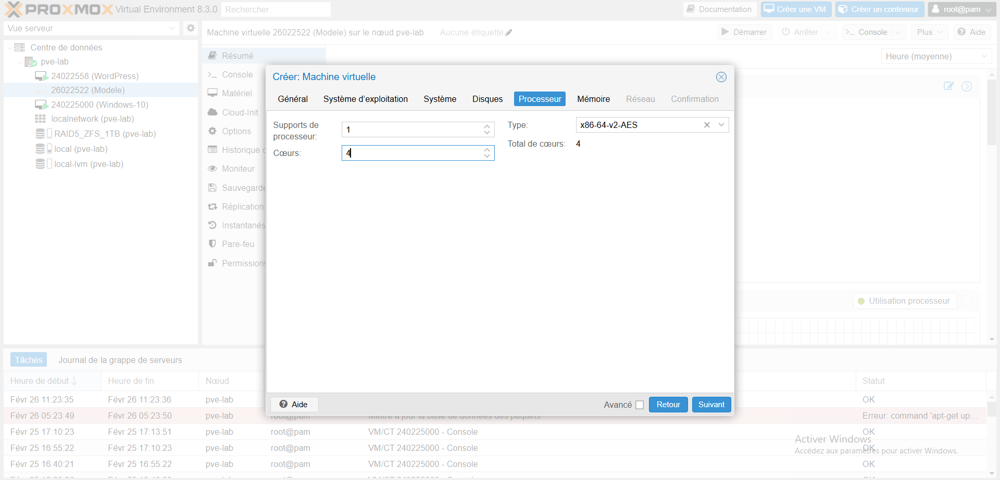 PROXMOX Virtual Environment 8.3.0 Rechercher Documentation Créer une VM Créer un conteneur root@pam
Vue serveur
Machine virtuelle 26022522 (Modele) sur le nœud pve-lab Aucune étiquette Démarrer Arrêter Console Plus Aide
Centre de données
pve-lab
24022558 (WordPress)
26022522 (Modele)
240225000 (Windows-10)
localnetwork (pve-lab)
RAID5_ZFS_1TB (pve-lab)
local (pve-lab)
local-lvm (pve-lab)
Résumé
Console
Matériel
Cloud-Init
Options
Historique
Moniteur
Sauvegarde
Réplication
Instantanés
Pare-feu
Permissions
Heure (moyenne)
Utilisation processeur
Créer: Machine virtuelle
Général Système d'exploitation Système Disques Processeur Mémoire Réseau Confirmation
Supports de
processeur: 1
Type: x86-64-v2-AES
Cœurs: 4
Total de cœurs: 4
Aide Avancé Retour Suivant
Tâches Journal de la grappe de serveurs
Heure de début Heure de fin Nœud Statut
Févr 26 11:23:35 Févr 26 11:23:36 pve-lab OK
Févr 26 05:23:49 Févr 26 05:23:50 pve-lab root@pam Mettre à jour la base de données des paquets Erreur: command 'apt-get up...
Févr 25 17:10:23 Févr 25 17:13:51 pve-lab root@pam VM/CT 240225000 - Console OK
Févr 25 16:55:22 Févr 25 17:10:23 pve-lab root@pam VM/CT 240225000 - Console OK
Févr 25 16:40:21 Févr 25 16:55:22 pve-lab root@pam VM/CT 240225000 - Console OK
Activer Windows
Accédez aux paramètres pour activer Windows.